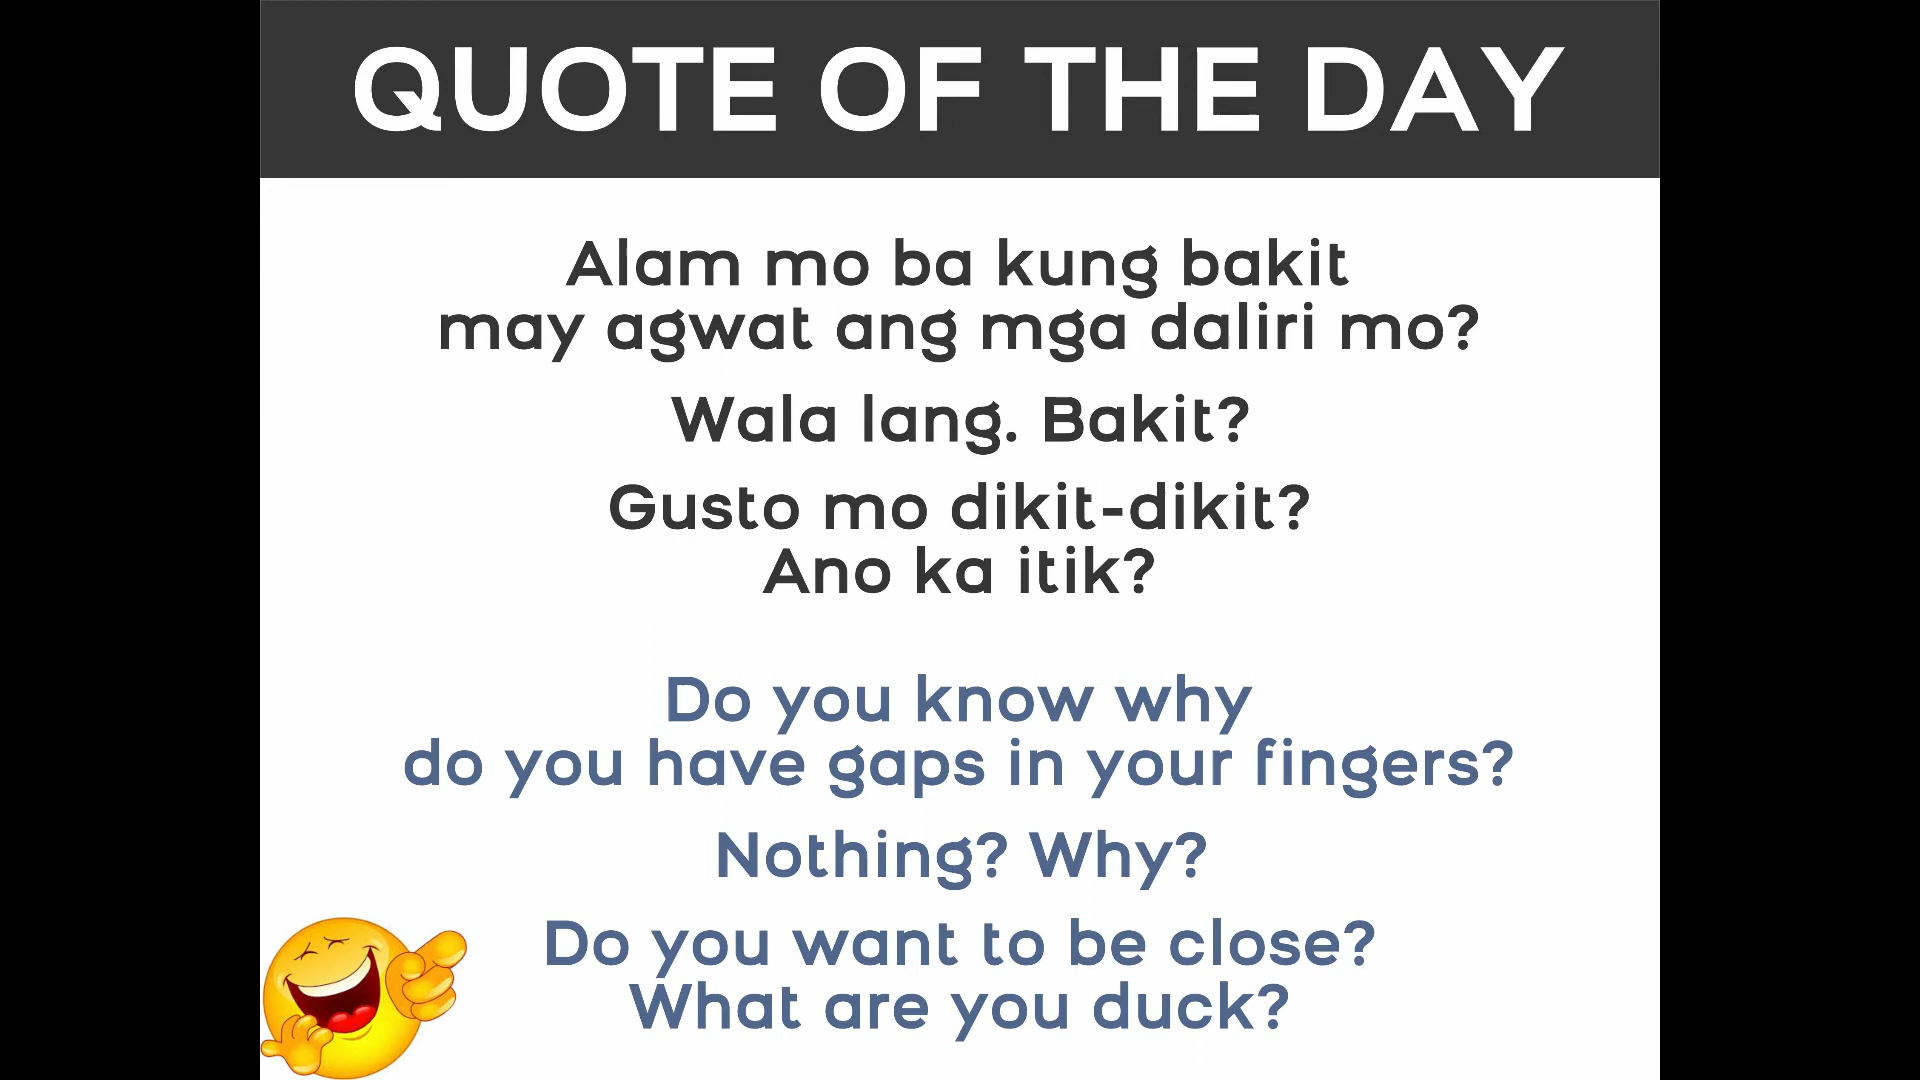 QUOTE OF THE DAY
Alam mo ba kung bakit
may agwat ang mga daliri mo?
Wala lang. Bakit?
Gusto mo dikit-dikit?
Ano ka itik?
Do you know why
do you have gaps in your fingers?
Nothing? Why?
Do you want to be close?
What are you duck?